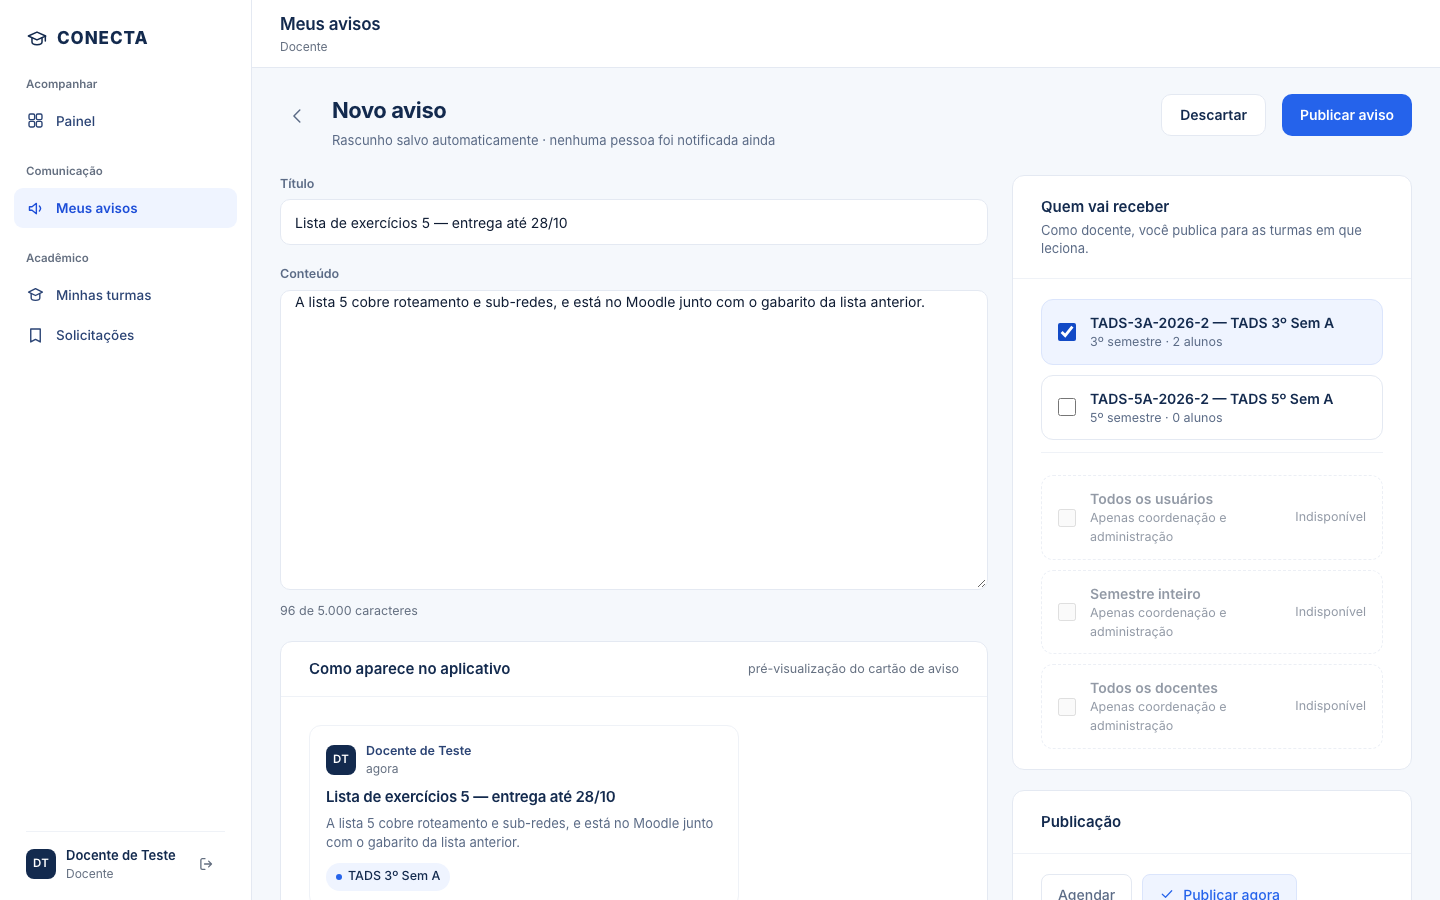 CONECTA
Acompanhar
Painel
Comunicação
Meus avisos
Acadêmico
Minhas turmas
Solicitações
DT
Docente de Teste
Docente
Meus avisos
Docente
Novo aviso
Rascunho salvo automaticamente · nenhuma pessoa foi notificada ainda
Descartar
Publicar aviso
Título
Lista de exercícios 5 — entrega até 28/10
Conteúdo
A lista 5 cobre roteamento e sub-redes, e está no Moodle junto com o gabarito da lista anterior.
96 de 5.000 caracteres
Como aparece no aplicativo
pré-visualização do cartão de aviso
DT
Docente de Teste
agora
Lista de exercícios 5 — entrega até 28/10
A lista 5 cobre roteamento e sub-redes, e está no Moodle junto
com o gabarito da lista anterior.
TADS 3º Sem A
Quem vai receber
Como docente, você publica para as turmas em que
leciona.
TADS-3A-2026-2 — TADS 3º Sem A
3º semestre · 2 alunos
TADS-5A-2026-2 — TADS 5º Sem A
5º semestre · 0 alunos
Todos os usuários
Apenas coordenação e
administração
Indisponível
Semestre inteiro
Apenas coordenação e
administração
Indisponível
Todos os docentes
Apenas coordenação e
administração
Indisponível
Publicação
Agendar
Publicar agora